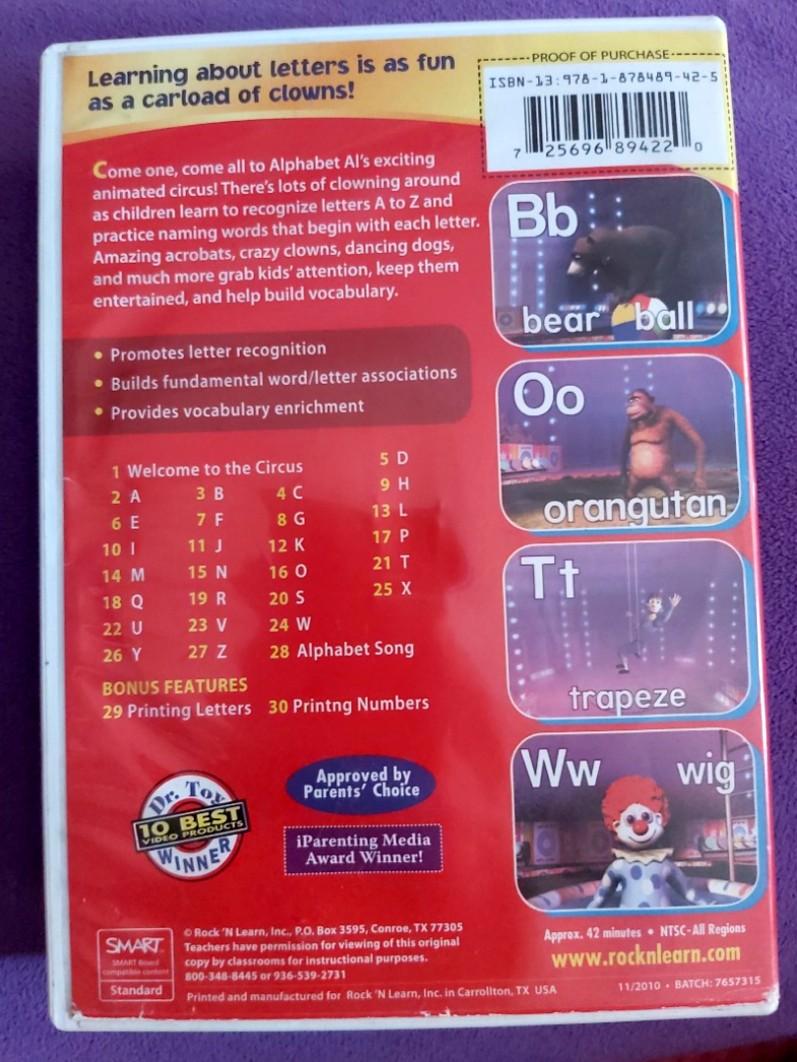 Learning about letters is as fun
as a carload of clowns!
PROOF OF PURCHASE
ISBN-13:978-1-878489-42-5
7 25696 89422 0
Come one, come all to Alphabet Al's exciting
animated circus! There's lots of clowning around
as children learn to recognize letters A to Z and
practice naming words that begin with each letter.
Amazing acrobats, crazy clowns, dancing dogs,
and much more grab kids' attention, keep them
entertained, and help build vocabulary.
• Promotes letter recognition
• Builds fundamental word/letter associations
• Provides vocabulary enrichment
1 Welcome to the Circus 5 D
2 A 3 B 4 C 9 H
6 E 7 F 8 G 13 L
10 I 11 J 12 K 17 P
14 M 15 N 16 O 21 T
18 Q 19 R 20 S 25 X
22 U 23 V 24 W
26 Y 27 Z 28 Alphabet Song
BONUS FEATURES
29 Printing Letters 30 Printng Numbers
Bb
bear ball
Oo
orangutan
Tt
trapeze
Ww wig
Dr. Toy
10 BEST
VIDEO PRODUCTS
WINNER
Approved by
Parents' Choice
iParenting Media
Award Winner!
SMART
SMART Board
compatible content
Standard
© Rock 'N Learn, Inc., P.O. Box 3595, Conroe, TX 77305
Teachers have permission for viewing of this original
copy by classrooms for instructional purposes.
800-348-8445 or 936-539-2731
Printed and manufactured for Rock 'N Learn, Inc. in Carrollton, TX USA
Approx. 42 minutes • NTSC-All Regions
www.rocknlearn.com
11/2010 • BATCH: 7657315